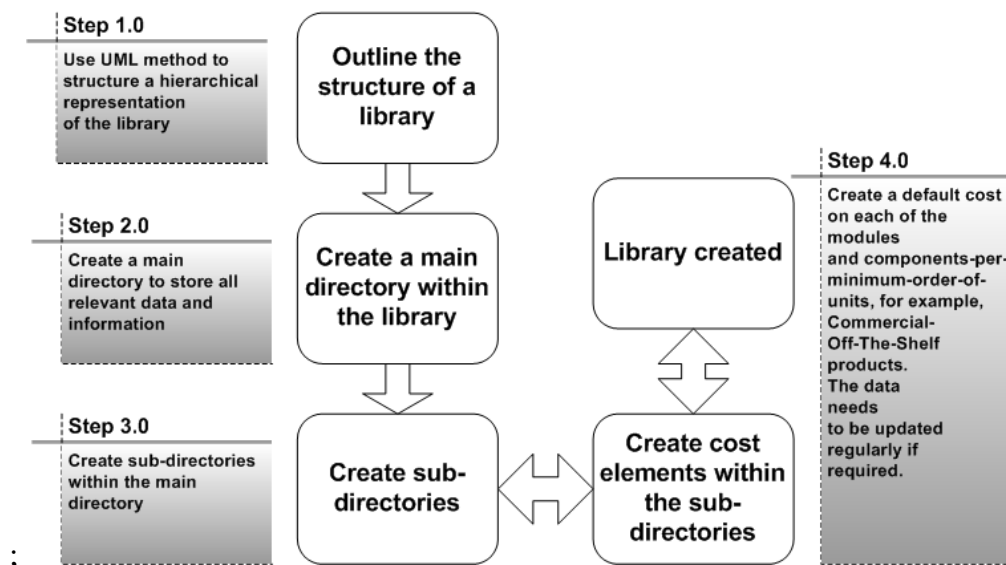 Step 1.0
Use UML method to
structure a hierarchical
representation
of the library
Outline the
structure of a
library
Step 2.0
Create a main
directory to store all
relevant data and
information
Create a main
directory within
the library
Step 3.0
Create sub-directories
within the main
directory
Create sub-
directories
Create cost
elements within
the sub-
directories
Library created
Step 4.0
Create a default cost
on each of the
modules
and components-per-
minimum-order-of-
units, for example,
Commercial-
Off-The-Shelf
products.
The data
needs
to be updated
regularly if
required.
;